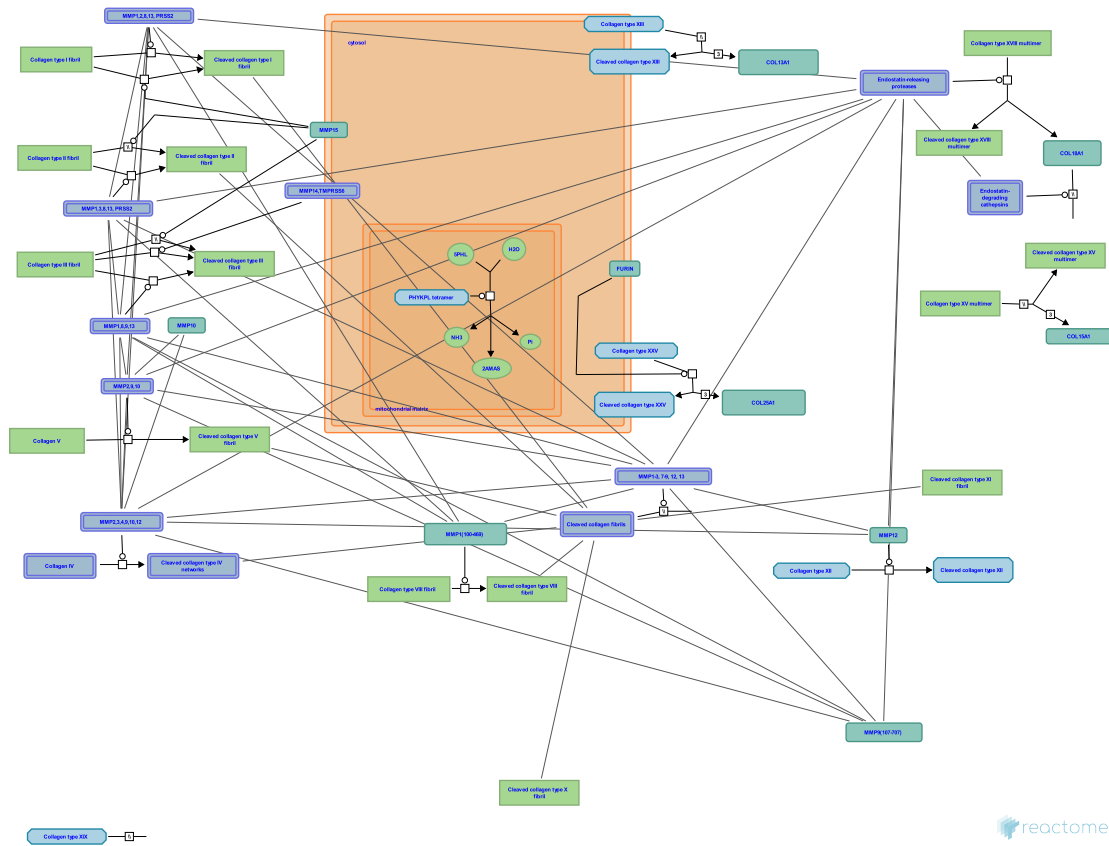 MMP1,2,8,13, PRSS2
Collagen type XIII
cytosol
Collagen type XVIII multimer
Collagen type I fibril
Cleaved collagen type I
fibril
Cleaved collagen type XIII
COL13A1
Endostatin-releasing
proteases
MMP15
Collagen type II fibril
Cleaved collagen type II
fibril
Cleaved collagen type XVIII
multimer
COL18A1
MMP14,TMPRSS6
Endostatin-
degrading
cathepsins
MMP1,3,8,13, PRSS2
Collagen type III fibril
Cleaved collagen type III
fibril
5PHL
H2O
FURIN
Cleaved collagen type XV
multimer
PHYKPL tetramer
Collagen type XV multimer
MMP1,8,9,13
MMP10
NH3
Pi
COL15A1
Collagen type XXV
2AMAS
MMP2,9,10
mitochondrial matrix
Cleaved collagen type XXV
COL25A1
Collagen V
Cleaved collagen type V
fibril
MMP1-3, 7-9, 12, 13
Cleaved collagen type XI
fibril
MMP2,3,4,9,10,12
MMP1(100-469)
Cleaved collagen fibrils
MMP12
Collagen IV
Cleaved collagen type IV
networks
Collagen type XII
Cleaved collagen type XII
Collagen type VIII fibril
Cleaved collagen type VIII
fibril
MMP9(107-707)
Cleaved collagen type X
fibril
Collagen type XIX
reactome